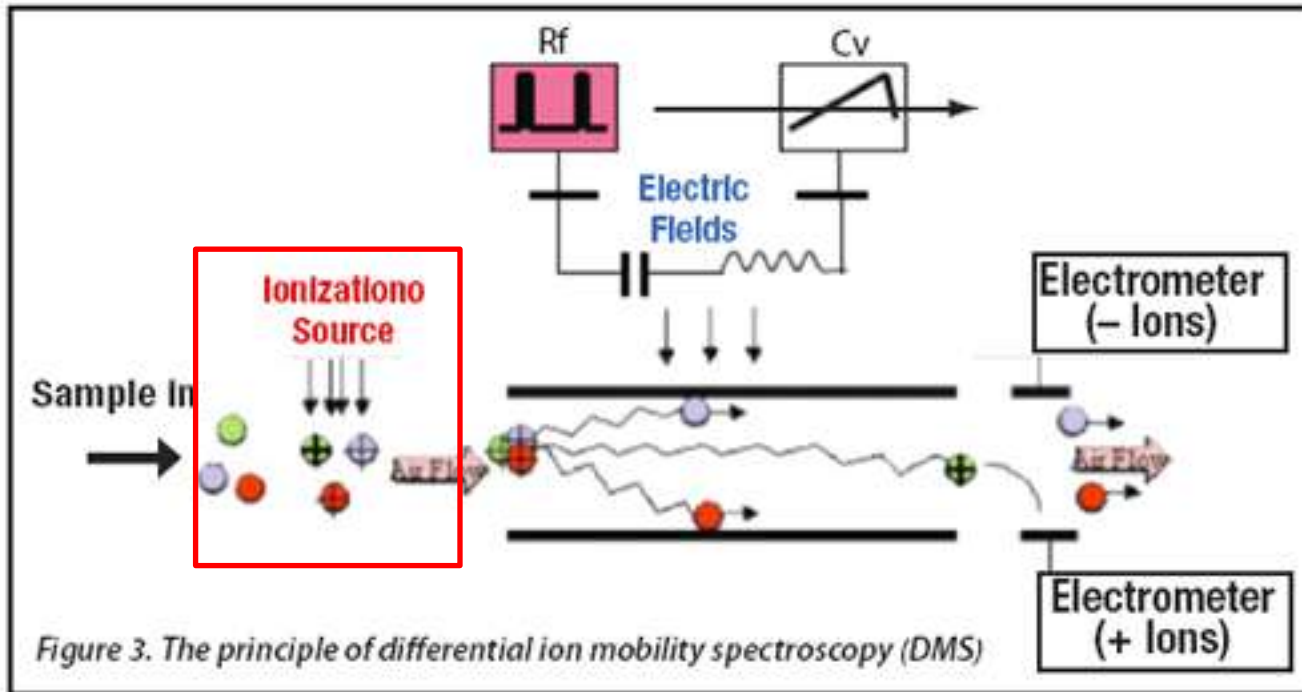 Rf
Cv
Electric
Fields
Ionizationo
Source
Electrometer
(– Ions)
Sample In
Air Flow
Air Flow
Electrometer
(+ Ions)
Figure 3. The principle of differential ion mobility spectroscopy (DMS)